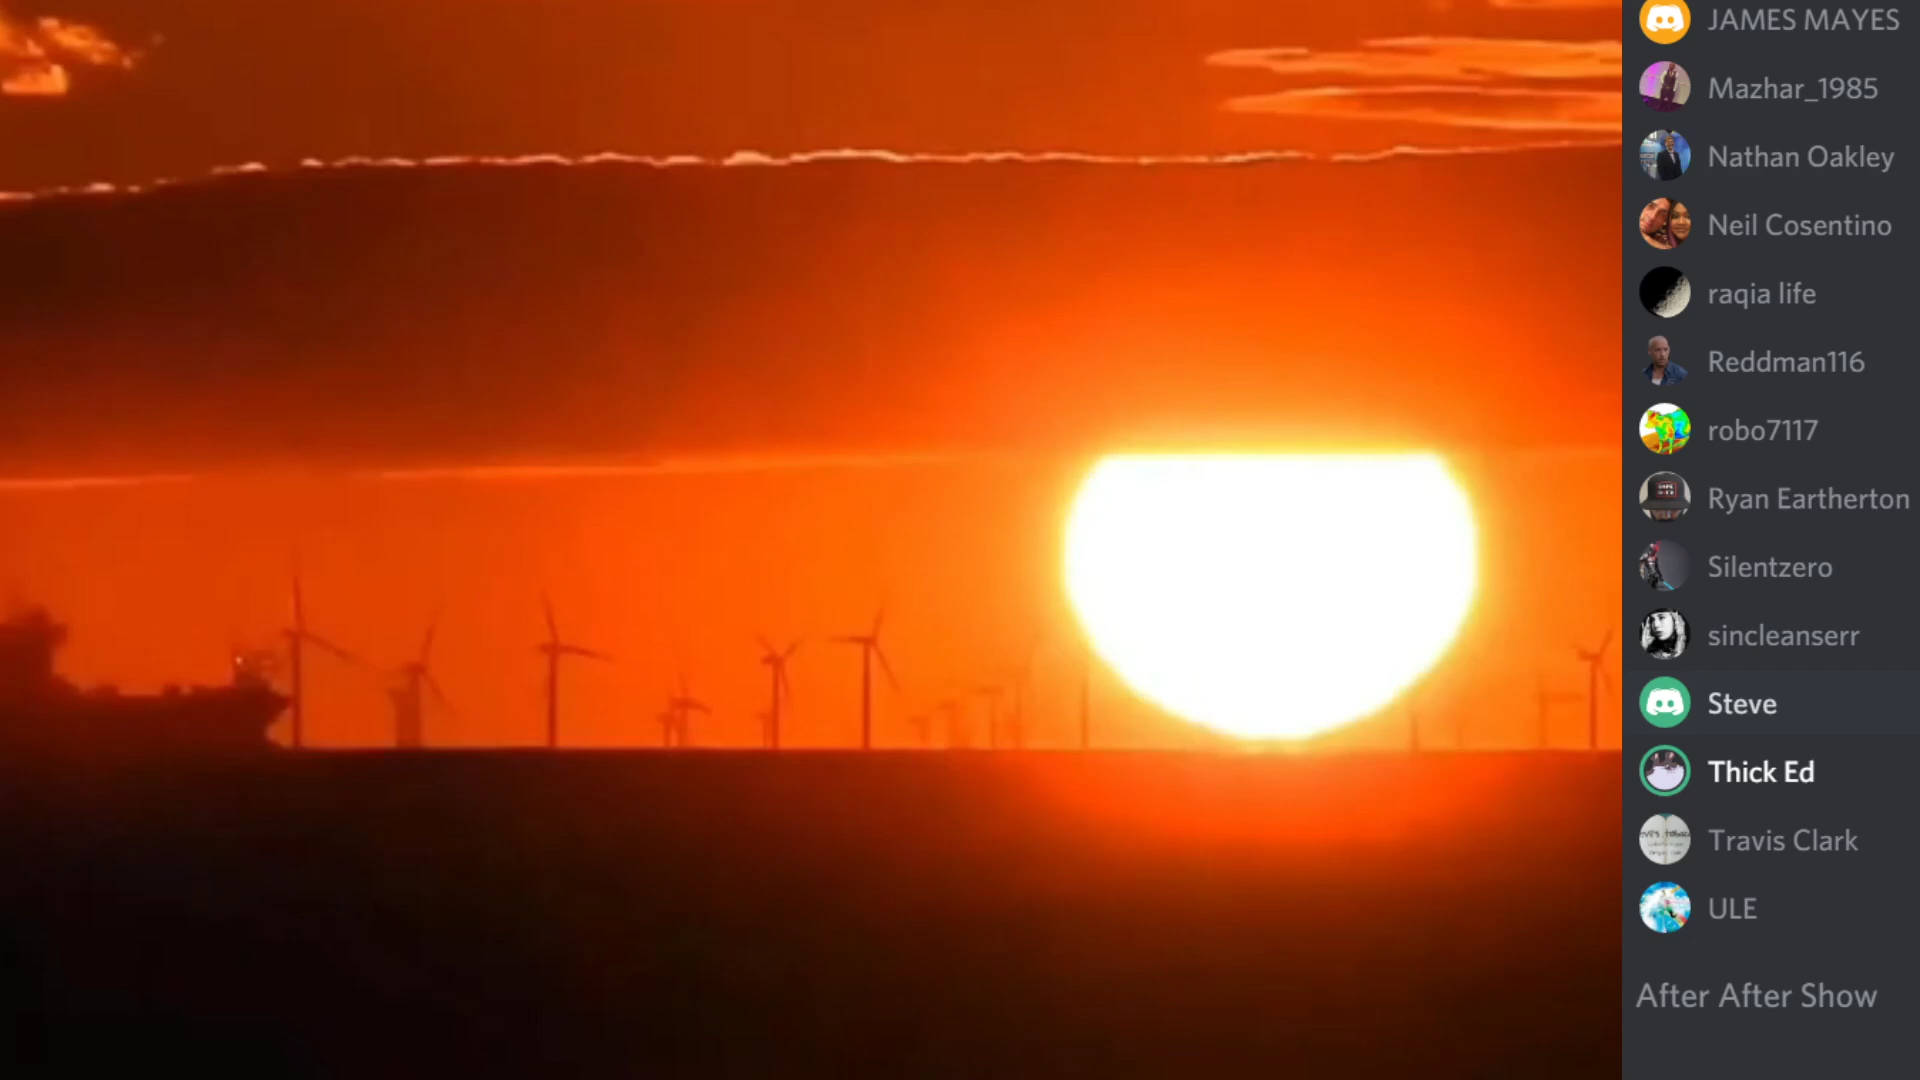 JAMES MAYES
Mazhar_1985
Nathan Oakley
Neil Cosentino
raqia life
Reddman116
robo7117
Ryan Eartherton
Silentzero
sincleanserr
Steve
Thick Ed
Travis Clark
ULE
After After Show